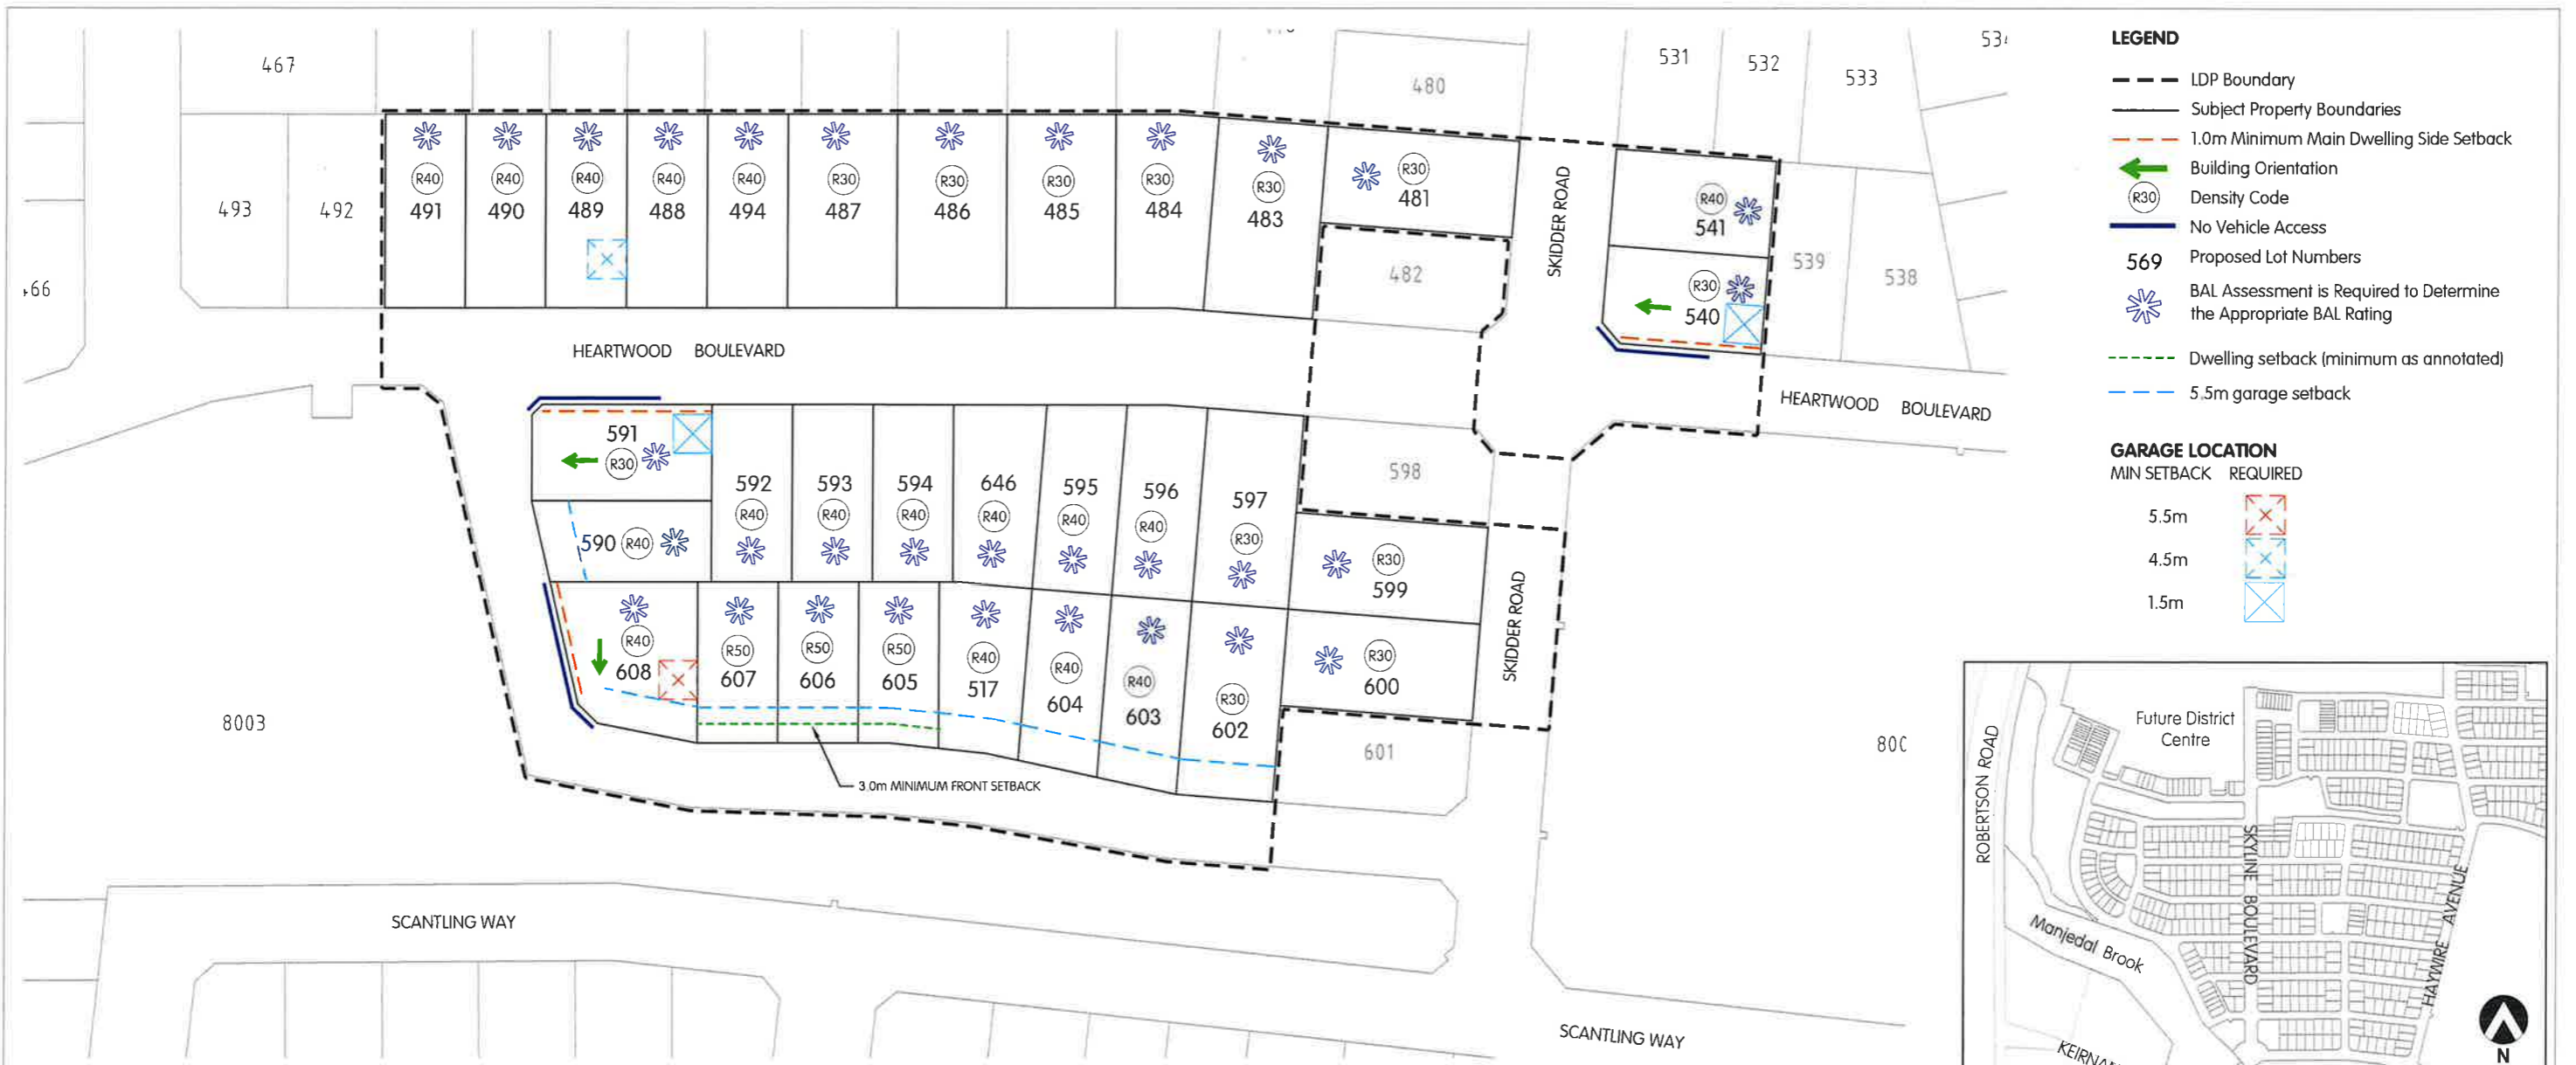 467
480
531
532
533
493
492
R40
491
R40
490
R40
489
R40
488
R40
494
R30
487
R30
486
R30
485
R30
484
R30
483
R30
481
482
SKIDDER ROAD
R40
541
R30
540
539
538
HEARTWOOD BOULEVARD
HEARTWOOD BOULEVARD
591
R30
590
R40
592
R40
593
R40
594
R40
646
R40
595
R40
596
R40
597
R30
598
R30
599
R30
600
601
SKIDDER ROAD
R40
608
R50
607
R50
606
R50
605
R40
517
R40
604
R40
603
R30
602
3.0m MINIMUM FRONT SETBACK
8003
SCANTLING WAY
SCANTLING WAY
LEGEND
LDP Boundary
Subject Property Boundaries
1.0m Minimum Main Dwelling Side Setback
Building Orientation
R30 Density Code
No Vehicle Access
569 Proposed Lot Numbers
BAL Assessment is Required to Determine
the Appropriate BAL Rating
Dwelling setback (minimum as annotated)
5.5m garage setback
GARAGE LOCATION
MIN SETBACK REQUIRED
5.5m
4.5m
1.5m
Future District
Centre
ROBERTSON ROAD
SKYLINE BOULEVARD
HAYWIRE AVENUE
Manjedal Brook
N